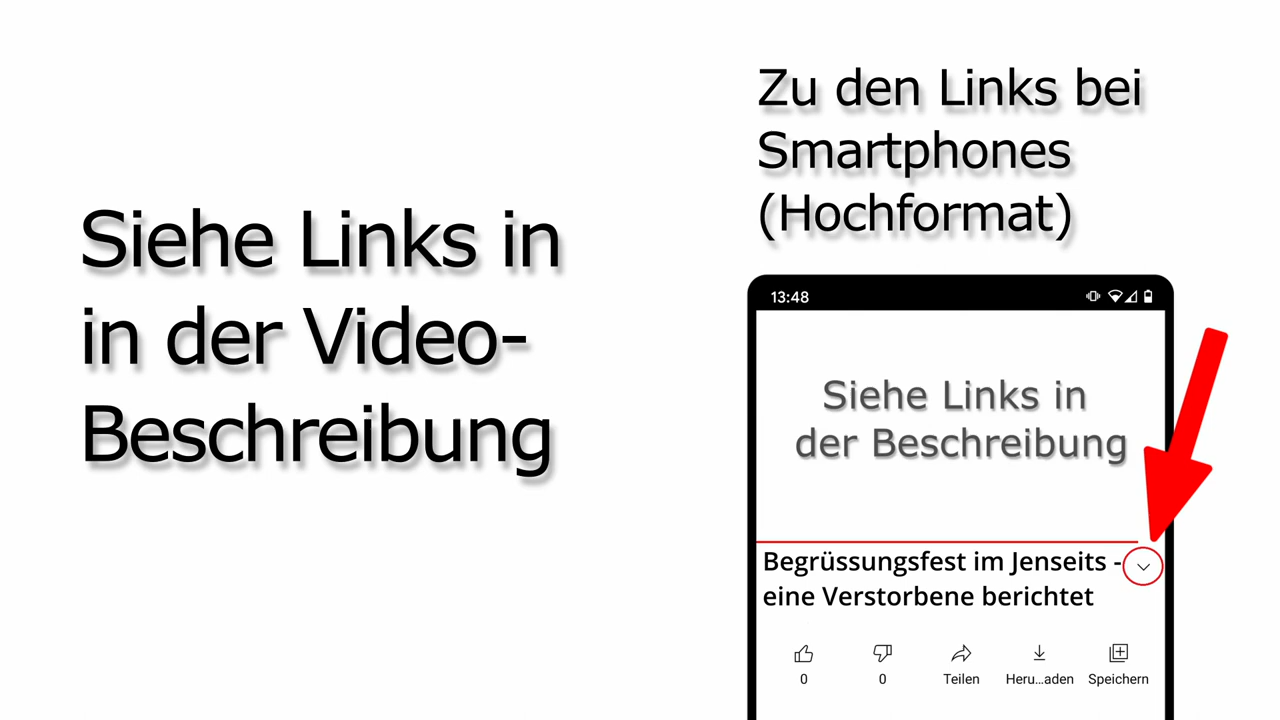 Siehe Links in
in der Video-
Beschreibung
Zu den Links bei
Smartphones
(Hochformat)
13:48
Siehe Links in
der Beschreibung
Begrüssungsfest im Jenseits -
eine Verstorbene berichtet
0
0
Teilen
Heru...aden
Speichern